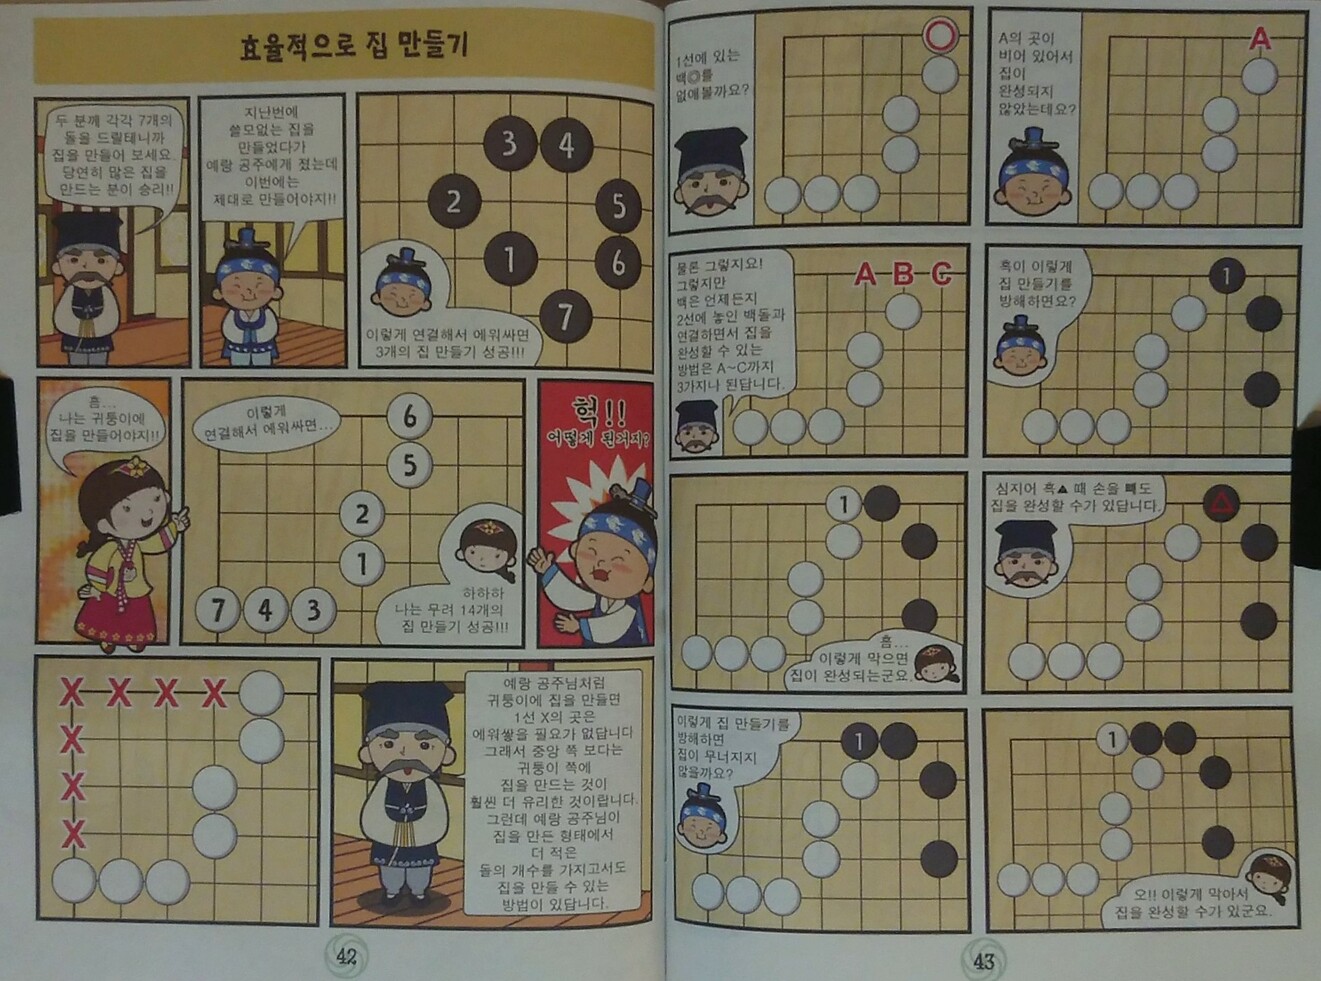 효율적으로 집 만들기
두 분께 각각 7개의
돌을 드릴테니까
집을 만들어 보세요.
당연히 많은 집을
만드는 분이 승리!!
지난번에
쓸모없는 집을
만들었다가
예랑 공주에게 졌는데
이번에는
제대로 만들어야지!!
3 4
2 5
1 6
7
이렇게 연결해서 에워싸면
3개의 집 만들기 성공!!!
흠...
나는 귀퉁이에
집을 만들어야지!!
이렇게
연결해서 에워싸면...
6
5
2
1
7 4 3
하하하
나는 무려 14개의
집 만들기 성공!!!
헉!!
어떻게 된거지?
X X X X
X
X
X
예랑 공주님처럼
귀퉁이에 집을 만들면
1선 X의 곳은
에워쌓을 필요가 없답니다
그래서 중앙 쪽 보다는
귀퉁이 쪽에
집을 만드는 것이
훨씬 더 유리한 것이랍니다.
그런데 예랑 공주님이
집을 만든 형태에서
더 적은
돌의 개수를 가지고서도
집을 만들 수 있는
방법이 있답니다.
42
1선에 있는
백◎를
없애볼까요?
A의 곳이
비어 있어서
집이
완성되지
않았는데요?
A
물론 그렇지요!
그렇지만
백은 언제든지
2선에 놓인 백돌과
연결하면서 집을
완성할 수 있는
방법은 A~C까지
3가지나 된답니다.
A B C
흑이 이렇게
집 만들기를
방해하면요?
1
1
흠...
이렇게 막으면
집이 완성되는군요.
심지어 흑▲ 때 손을 빼도
집을 완성할 수가 있답니다.
이렇게 집 만들기를
방해하면
집이 무너지지
않을까요?
1
1
오!! 이렇게 막아서
집을 완성할 수가 있군요.
43